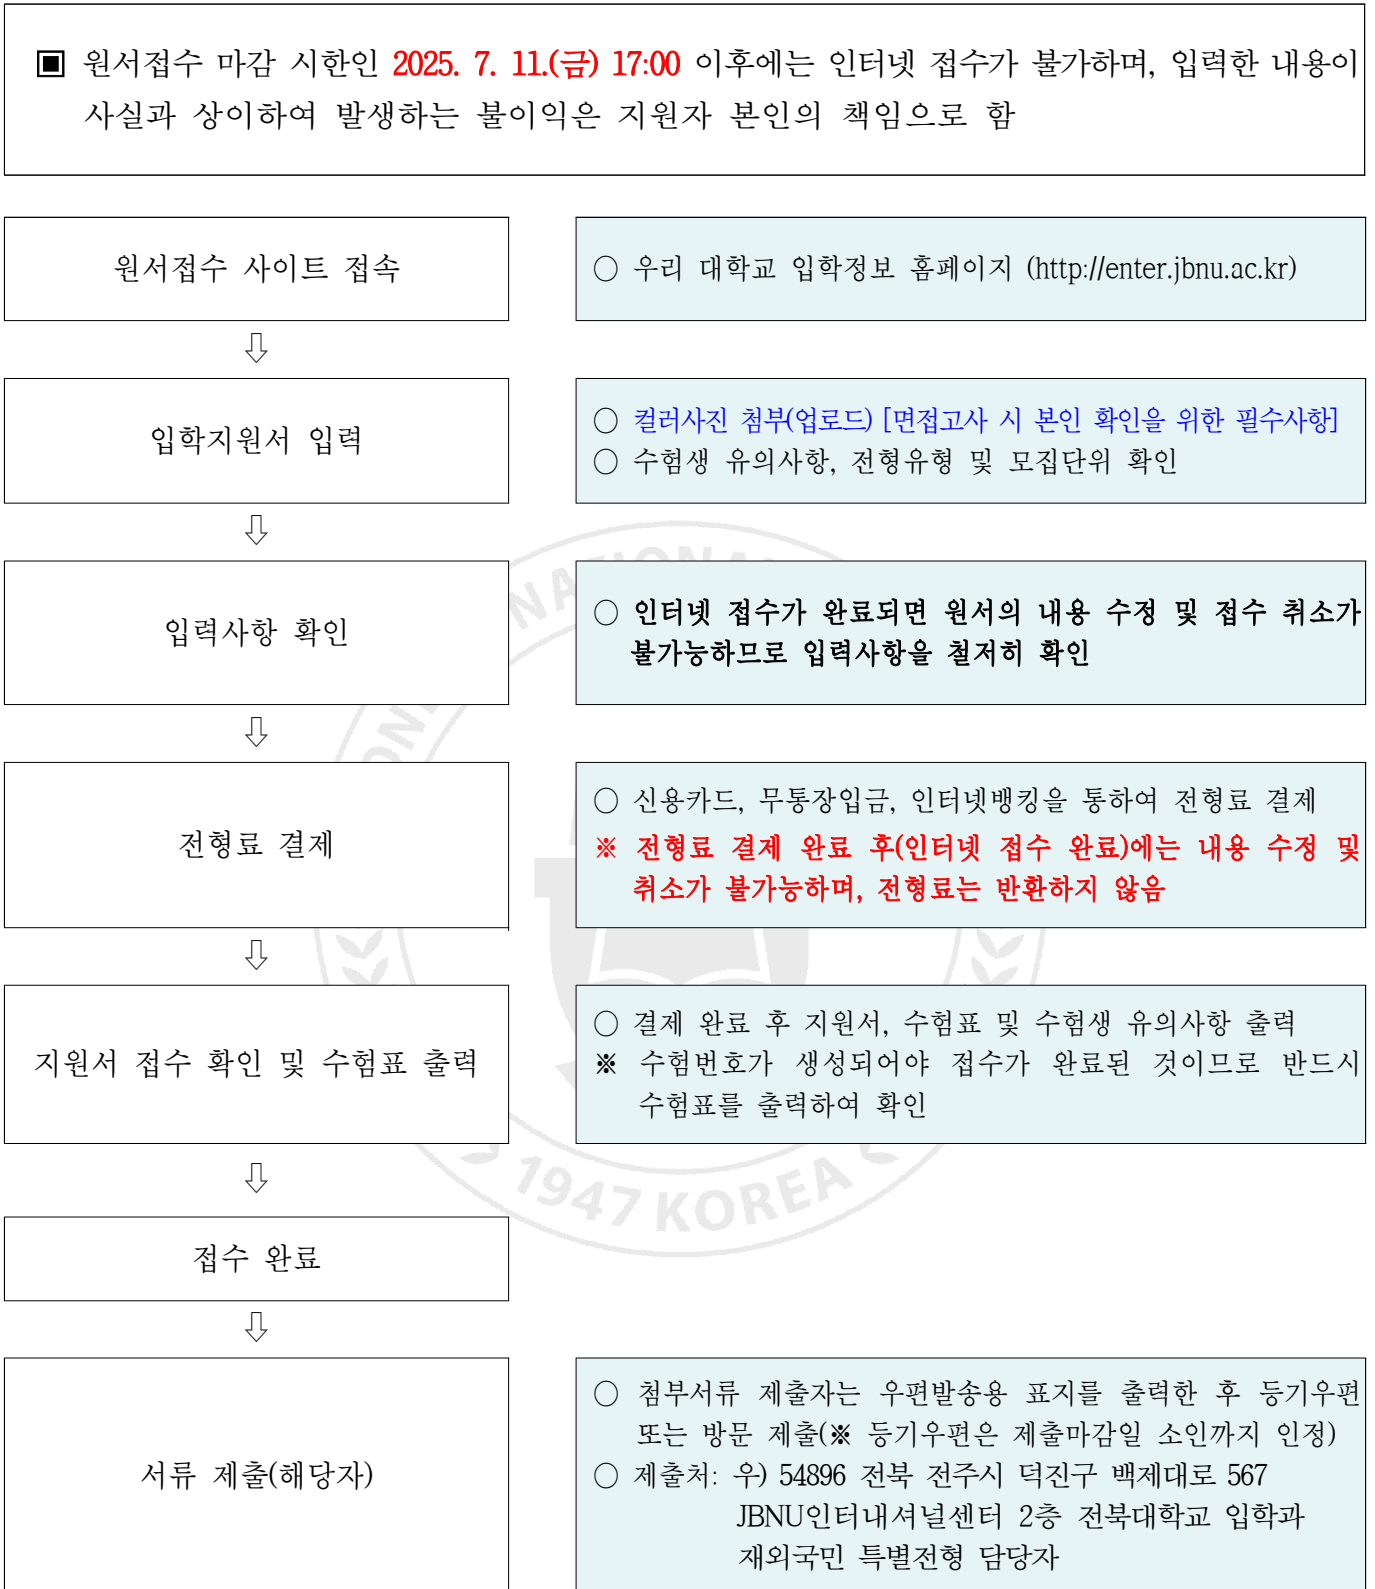 ▣ 원서접수 마감 시한인 2025. 7. 11.(금) 17:00 이후에는 인터넷 접수가 불가하며, 입력한 내용이
사실과 상이하여 발생하는 불이익은 지원자 본인의 책임으로 함
원서접수 사이트 접속
○ 우리 대학교 입학정보 홈페이지 (http://enter.jbnu.ac.kr)
⇩
입학지원서 입력
○ 컬러사진 첨부(업로드) [면접고사 시 본인 확인을 위한 필수사항]
○ 수험생 유의사항, 전형유형 및 모집단위 확인
⇩
입력사항 확인
○ 인터넷 접수가 완료되면 원서의 내용 수정 및 접수 취소가
불가능하므로 입력사항을 철저히 확인
⇩
전형료 결제
○ 신용카드, 무통장입금, 인터넷뱅킹을 통하여 전형료 결제
※ 전형료 결제 완료 후(인터넷 접수 완료)에는 내용 수정 및
취소가 불가능하며, 전형료는 반환하지 않음
⇩
지원서 접수 확인 및 수험표 출력
○ 결제 완료 후 지원서, 수험표 및 수험생 유의사항 출력
※ 수험번호가 생성되어야 접수가 완료된 것이므로 반드시
수험표를 출력하여 확인
⇩
1947 KOREA
접수 완료
⇩
서류 제출(해당자)
○ 첨부서류 제출자는 우편발송용 표지를 출력한 후 등기우편
또는 방문 제출(※ 등기우편은 제출마감일 소인까지 인정)
○ 제출처: 우) 54896 전북 전주시 덕진구 백제대로 567
JBNU인터내셔널센터 2층 전북대학교 입학과
재외국민 특별전형 담당자